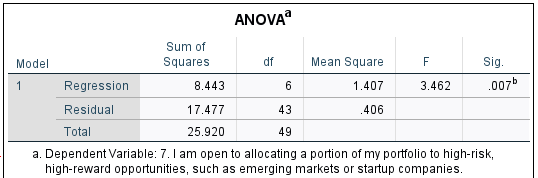 ANOVAa
Model Sum of Squares df Mean Square F Sig.
1 Regression 8.443 6 1.407 3.462 .007b
Residual 17.477 43 .406
Total 25.920 49
a. Dependent Variable: 7. I am open to allocating a portion of my portfolio to high-risk,
high-reward opportunities, such as emerging markets or startup companies.